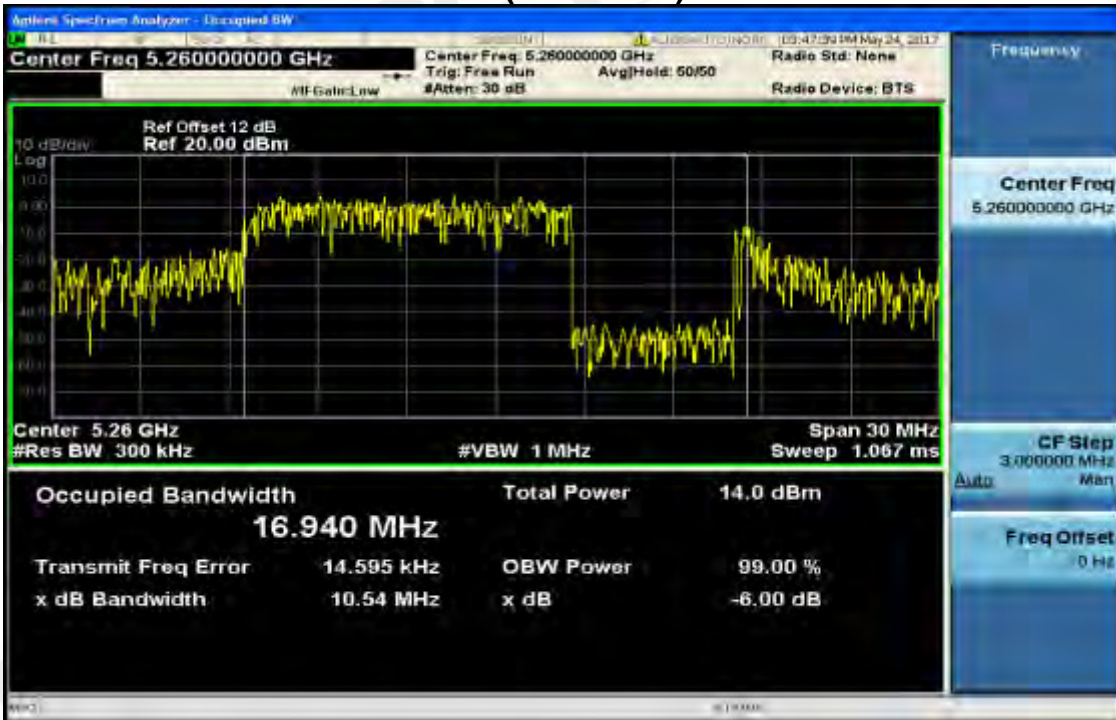 Agilent Spectrum Analyzer - Occupied BW
03:47:39 PM May 24, 2017
Center Freq 5.260000000 GHz
Center Freq: 5.260000000 GHz
Radio Std: None
Trig: Free Run
Avg|Hold: 50/50
#IFGain:Low
#Atten: 30 dB
Radio Device: BTS
Ref Offset 12 dB
10 dB/div
Ref 20.00 dBm
Log
10.0
0.00
Center 5.26 GHz
Span 30 MHz
#Res BW 300 kHz
#VBW 1 MHz
Sweep 1.067 ms
Occupied Bandwidth
Total Power
14.0 dBm
16.940 MHz
Transmit Freq Error
14.595 kHz
OBW Power
99.00 %
x dB Bandwidth
10.54 MHz
x dB
-6.00 dB
Frequency
Center Freq
5.260000000 GHz
CF Step
3.000000 MHz
Auto
Man
Freq Offset
0 Hz